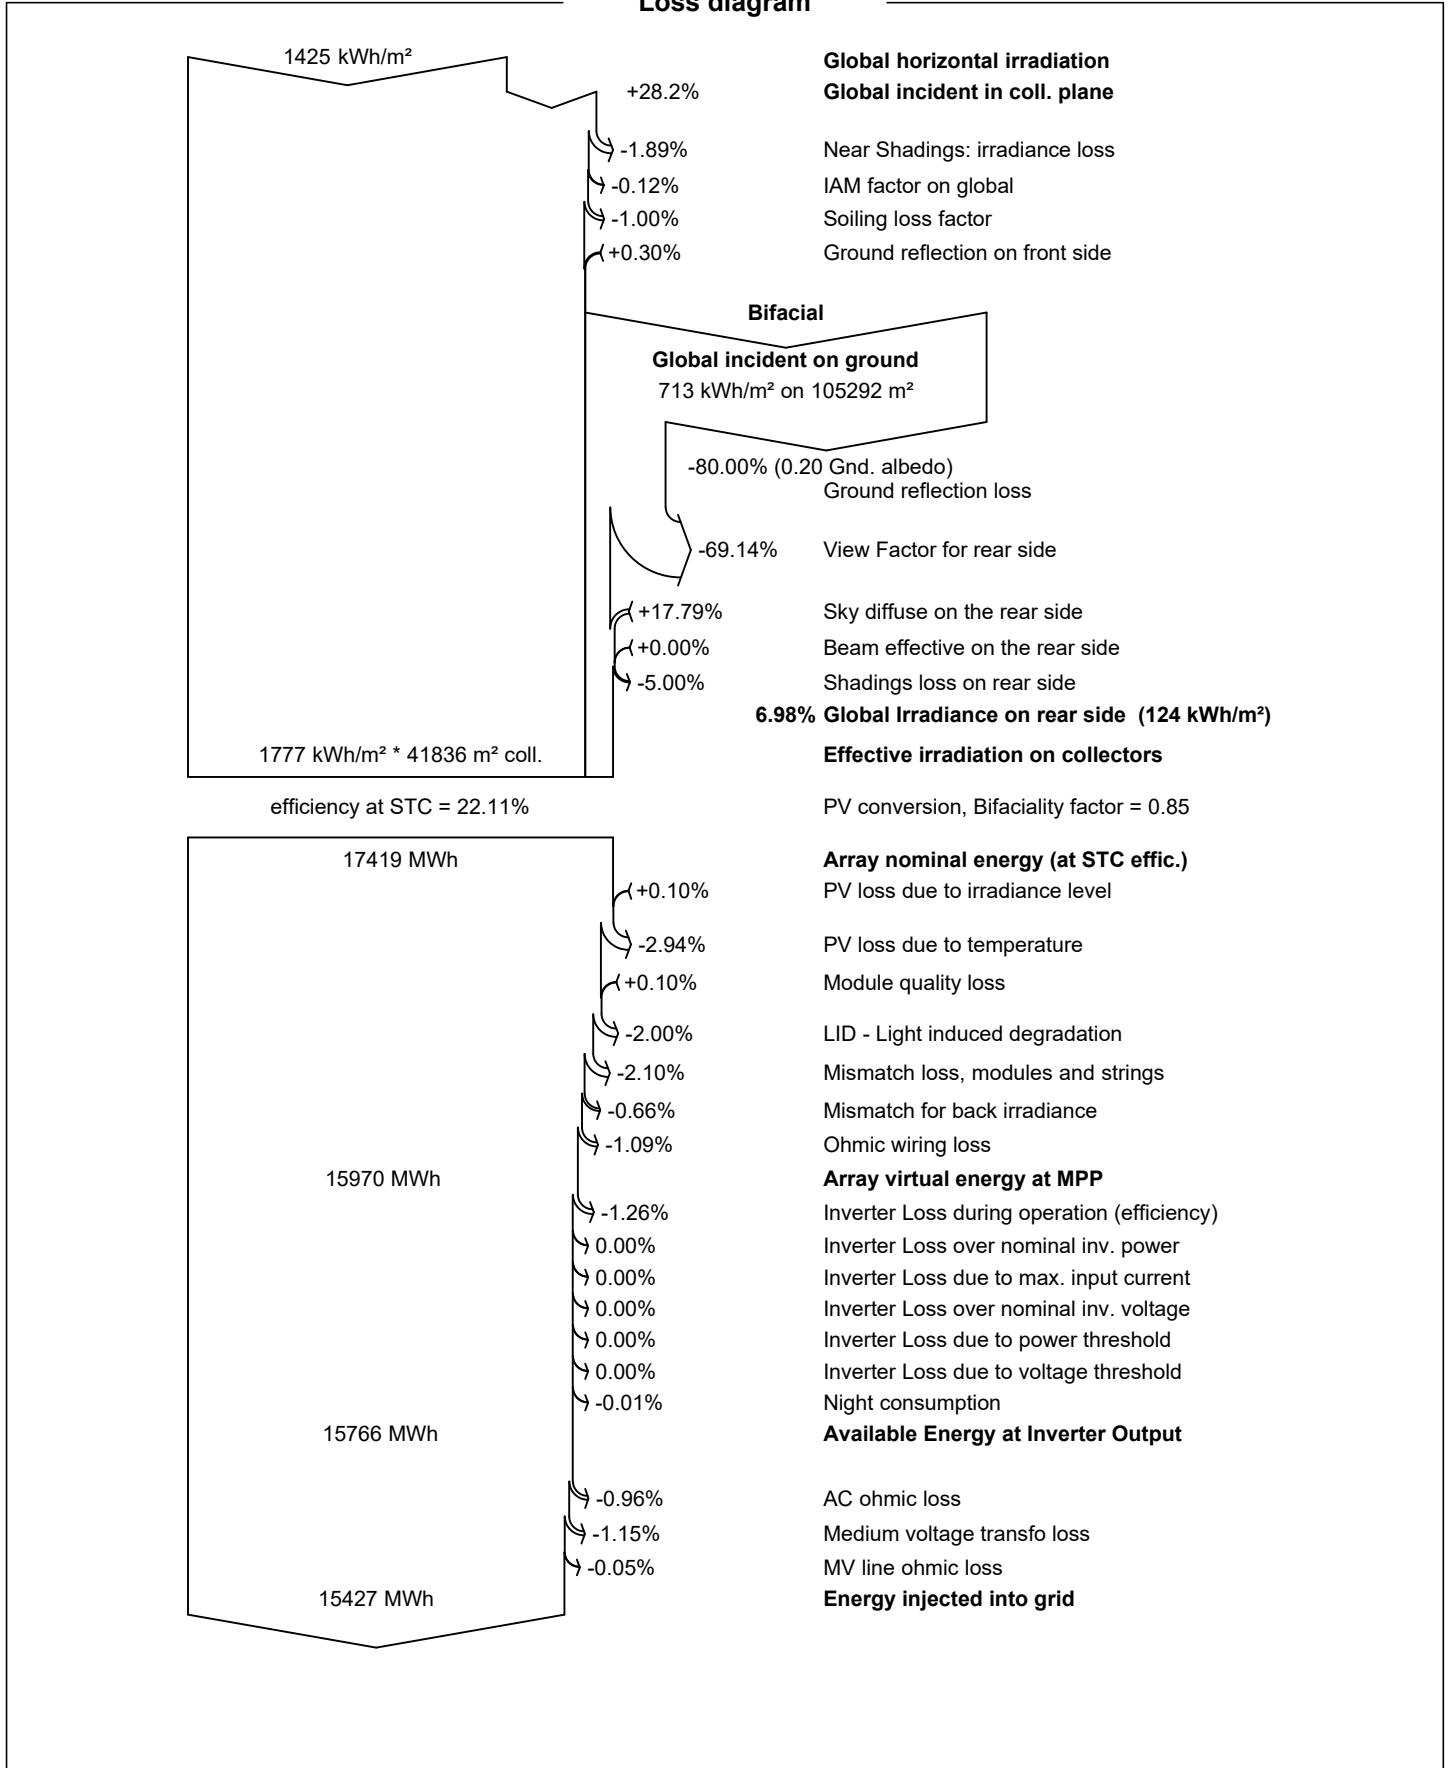 Loss diagram
1425 kWh/m² Global horizontal irradiation
+28.2% Global incident in coll. plane
-1.89% Near Shadings: irradiance loss
-0.12% IAM factor on global
-1.00% Soiling loss factor
+0.30% Ground reflection on front side
Bifacial
Global incident on ground
713 kWh/m² on 105292 m²
-80.00% (0.20 Gnd. albedo)
Ground reflection loss
-69.14% View Factor for rear side
+17.79% Sky diffuse on the rear side
+0.00% Beam effective on the rear side
-5.00% Shadings loss on rear side
6.98% Global Irradiance on rear side (124 kWh/m²)
1777 kWh/m² * 41836 m² coll. Effective irradiation on collectors
efficiency at STC = 22.11% PV conversion, Bifaciality factor = 0.85
17419 MWh Array nominal energy (at STC effic.)
+0.10% PV loss due to irradiance level
-2.94% PV loss due to temperature
+0.10% Module quality loss
-2.00% LID - Light induced degradation
-2.10% Mismatch loss, modules and strings
-0.66% Mismatch for back irradiance
-1.09% Ohmic wiring loss
15970 MWh Array virtual energy at MPP
-1.26% Inverter Loss during operation (efficiency)
0.00% Inverter Loss over nominal inv. power
0.00% Inverter Loss due to max. input current
0.00% Inverter Loss over nominal inv. voltage
0.00% Inverter Loss due to power threshold
0.00% Inverter Loss due to voltage threshold
-0.01% Night consumption
15766 MWh Available Energy at Inverter Output
-0.96% AC ohmic loss
-1.15% Medium voltage transfo loss
-0.05% MV line ohmic loss
15427 MWh Energy injected into grid